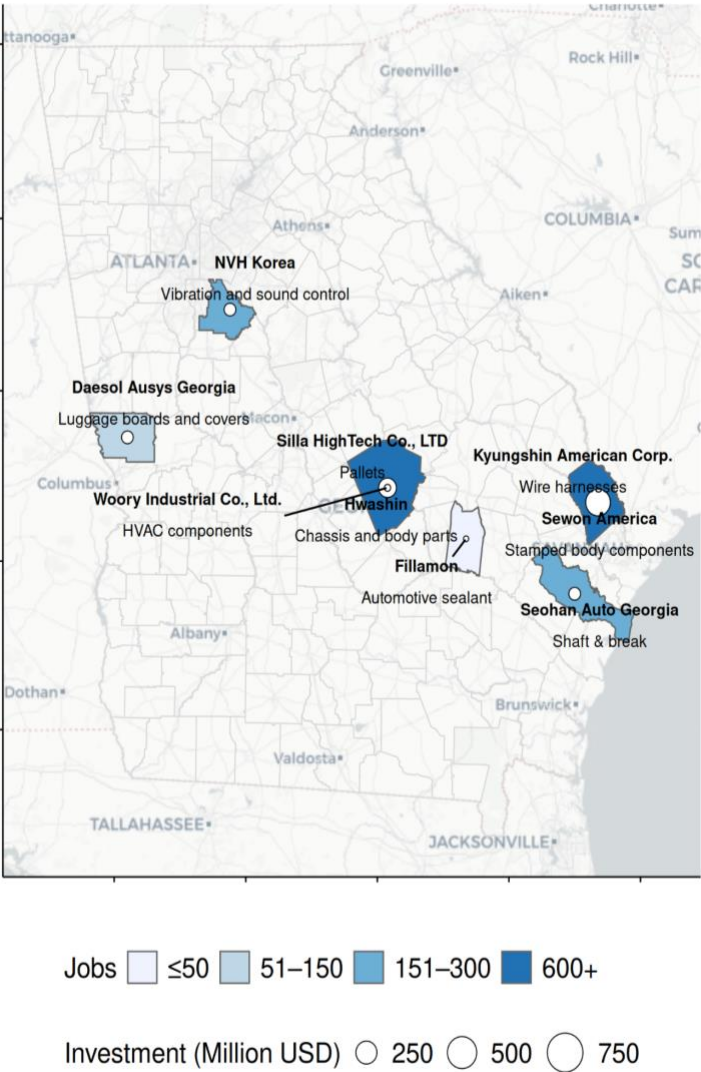 Charlotte
ttanooga
Rock Hill
Greenville
Anderson
Athens
COLUMBIA
Sum
ATLANTA
NVH Korea
SO
CAR
Vibration and sound control
Aiken
Daesol Ausys Georgia
Luggage boards and covers
Macon
Silla HighTech Co., LTD
Kyungshin American Corp.
Pallets
Columbus
Wire harnesses
Woory Industrial Co., Ltd.
Hwashin
Sewon America
HVAC components
Chassis and body parts
Stamped body components
Fillamon
Automotive sealant
Seohan Auto Georgia
Shaft & break
Albany
Dothan
Brunswick
Valdosta
TALLAHASSEE
JACKSONVILLE
Jobs ≤50 51–150 151–300 600+
Investment (Million USD) 250 500 750